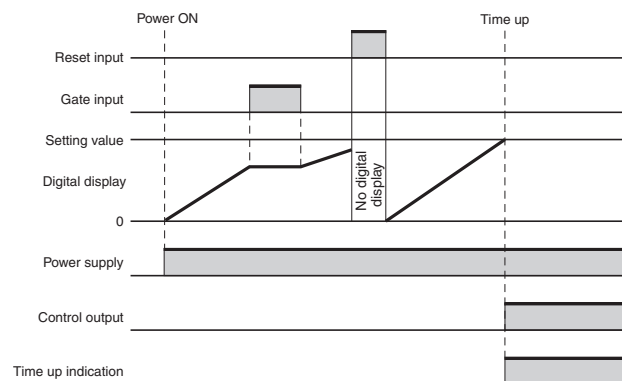 Power ON
Time up
Reset input
Gate input
Setting value
Digital display
No digital
display
0
Power supply
Control output
Time up indication